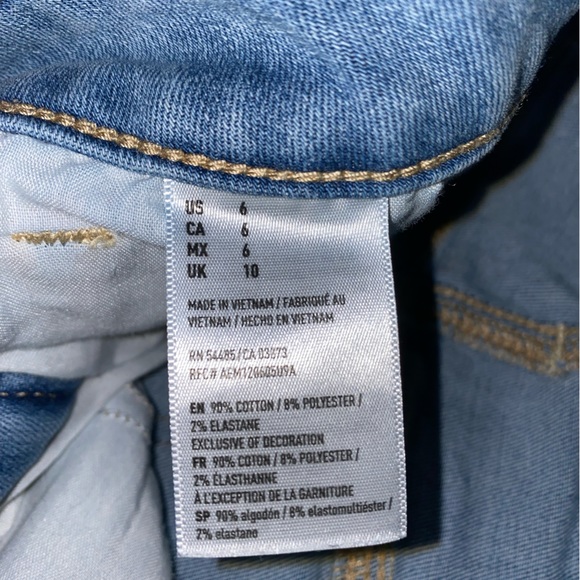 US 6
CA 6
MX 6
UK 10
MADE IN VIETNAM / FABRIQUÉ AU
VIETNAM / HECHO EN VIETNAM
RN 54485/CA 03873
RFC# AEM120605U9A
EN 90% COTTON / 8% POLYESTER /
2% ELASTANE
EXCLUSIVE OF DECORATION
FR 90% COTON / 8% POLYESTER /
2% ÉLASTHANNE
À L'EXCEPTION DE LA GARNITURE
SP 90% algodón / 8% elastomultiéster /
2% elastano